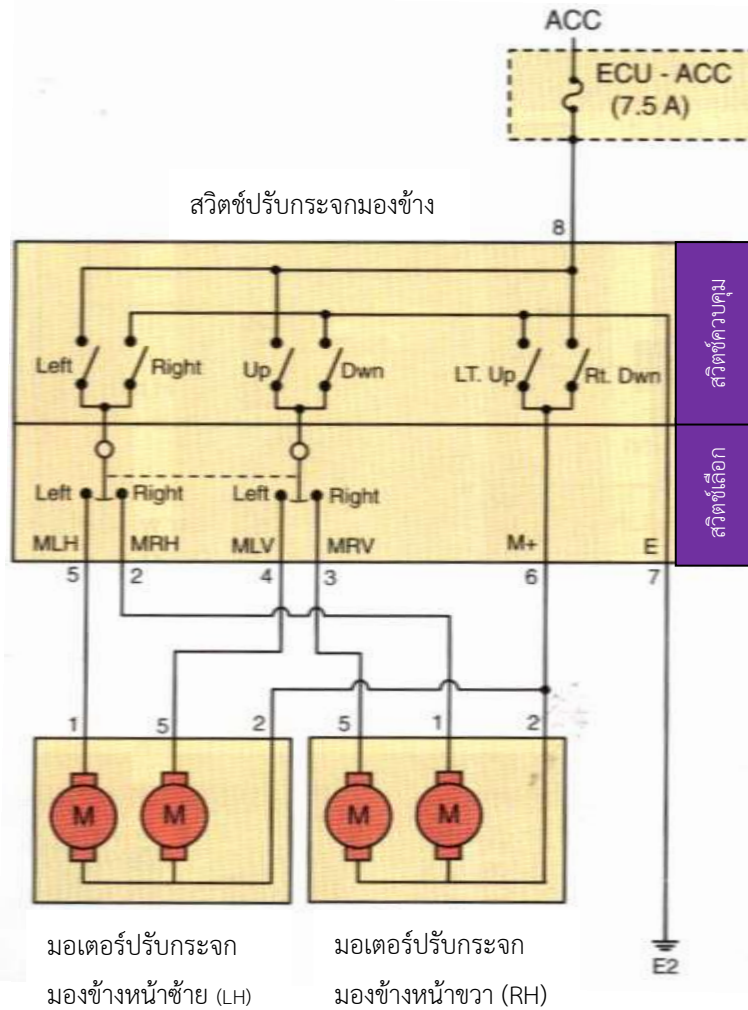 ACC
ECU - ACC
(7.5 A)
สวิตช์ปรับกระจกมองข้าง
8
สวิตช์ควบคุม
Left Right Up Dwn LT. Up Rt. Dwn
สวิตช์เลือก
Left Right Left Right
MLH MRH MLV MRV M+ E
5 2 4 3 6 7
1 5 2 5 1 2
M M M M
มอเตอร์ปรับกระจก
มองข้างหน้าซ้าย (LH)
มอเตอร์ปรับกระจก
มองข้างหน้าขวา (RH)
E2